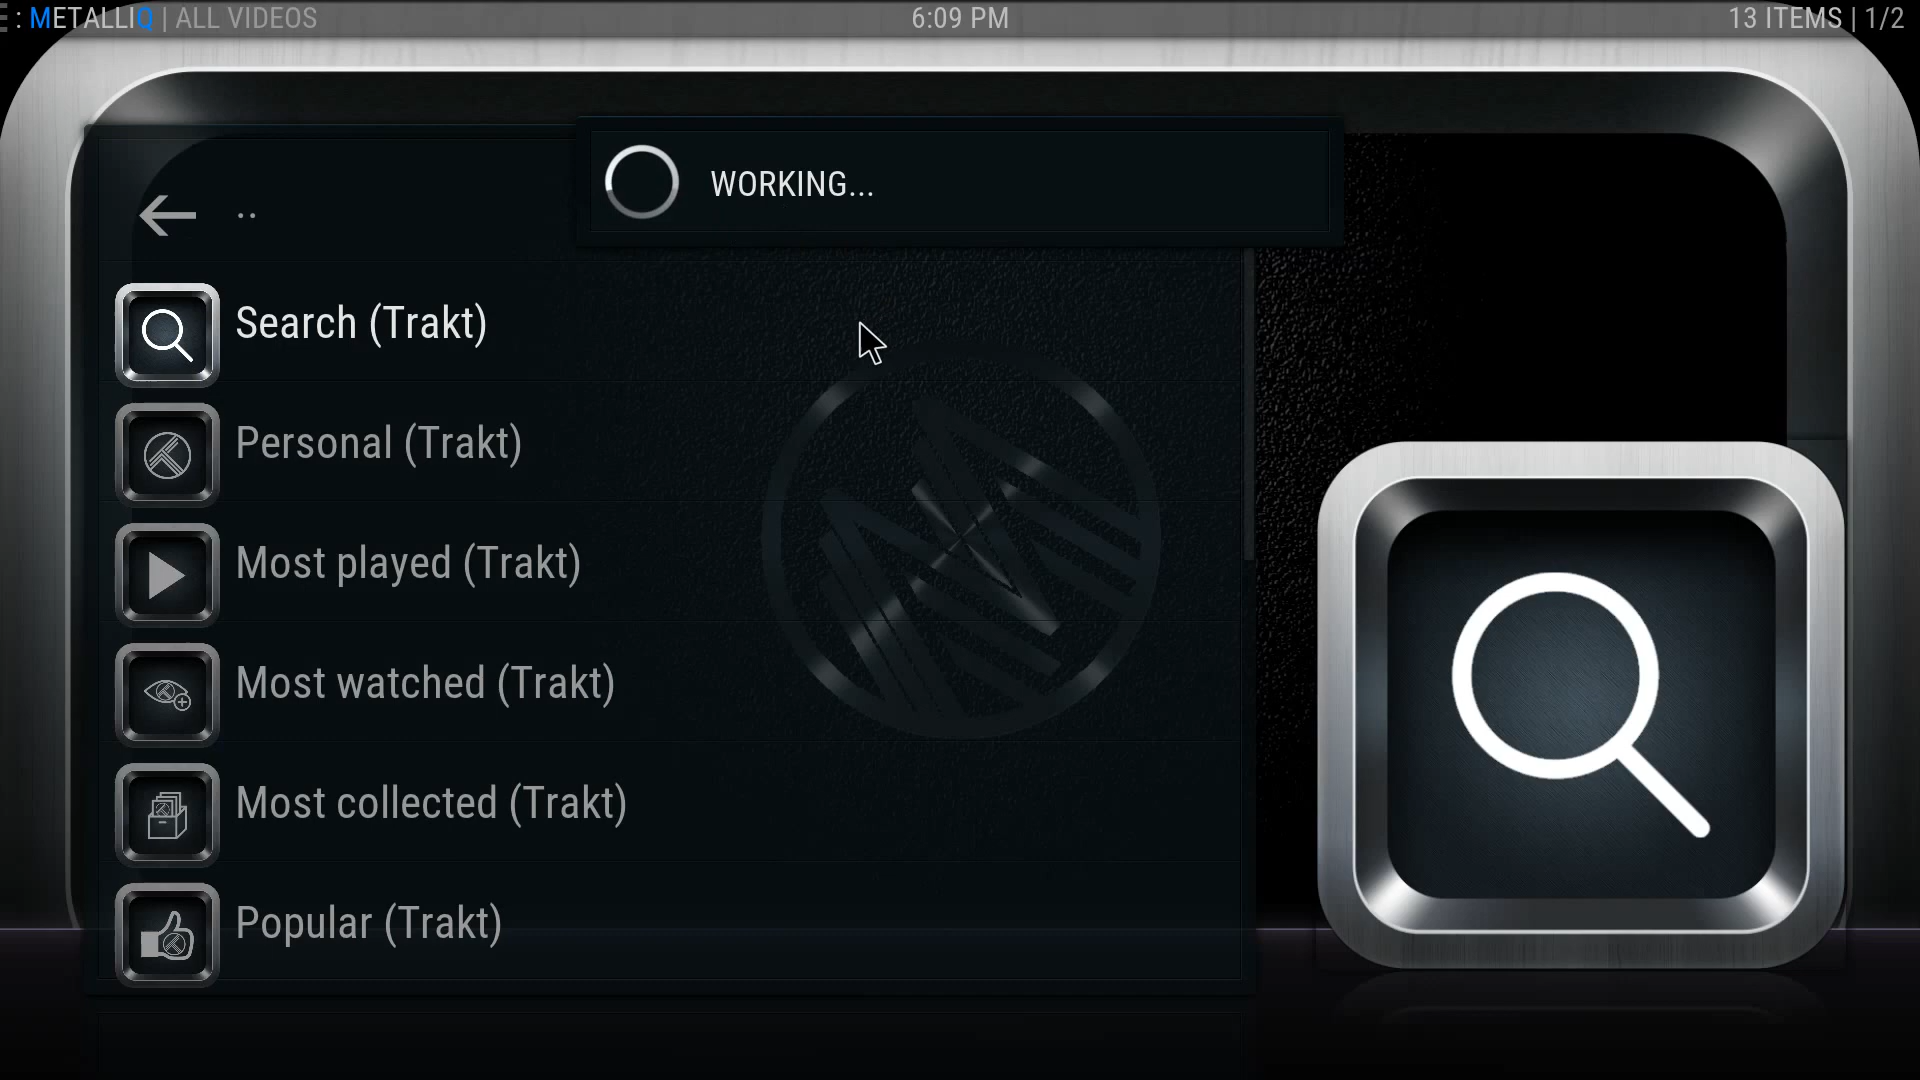 : METALLIQ | ALL VIDEOS
6:09 PM
13 ITEMS | 1/2
WORKING...
..
Search (Trakt)
Personal (Trakt)
Most played (Trakt)
Most watched (Trakt)
Most collected (Trakt)
Popular (Trakt)